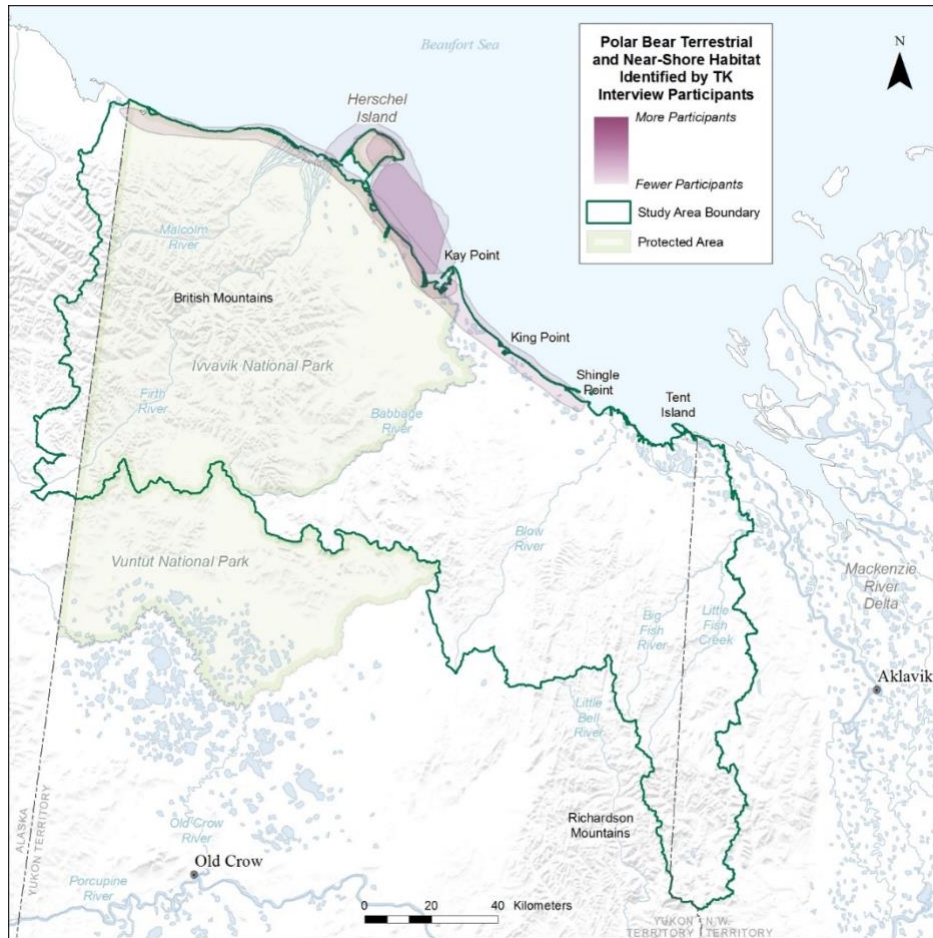 Beaufort Sea
Polar Bear Terrestrial
and Near-Shore Habitat
Identified by TK
Interview Participants
More Participants
Fewer Participants
Study Area Boundary
Protected Area
N
Herschel
Island
Malcolm
River
Kay Point
British Mountains
King Point
Ivvavik National Park
Shingle
Point
Firth
River
Babbage
River
Tent
Island
Blow
River
Vuntut National Park
Mackenzie
River
Delta
Big
Fish
River
Little
Fish
Creek
Aklavik
Little
Bell
River
Richardson
Mountains
Old Crow
River
ALASKA
YUKON TERRITORY
Old Crow
Porcupine
River
0 10 20 40 Kilometers
YUKON
TERRITORY
N.W.
TERRITORY